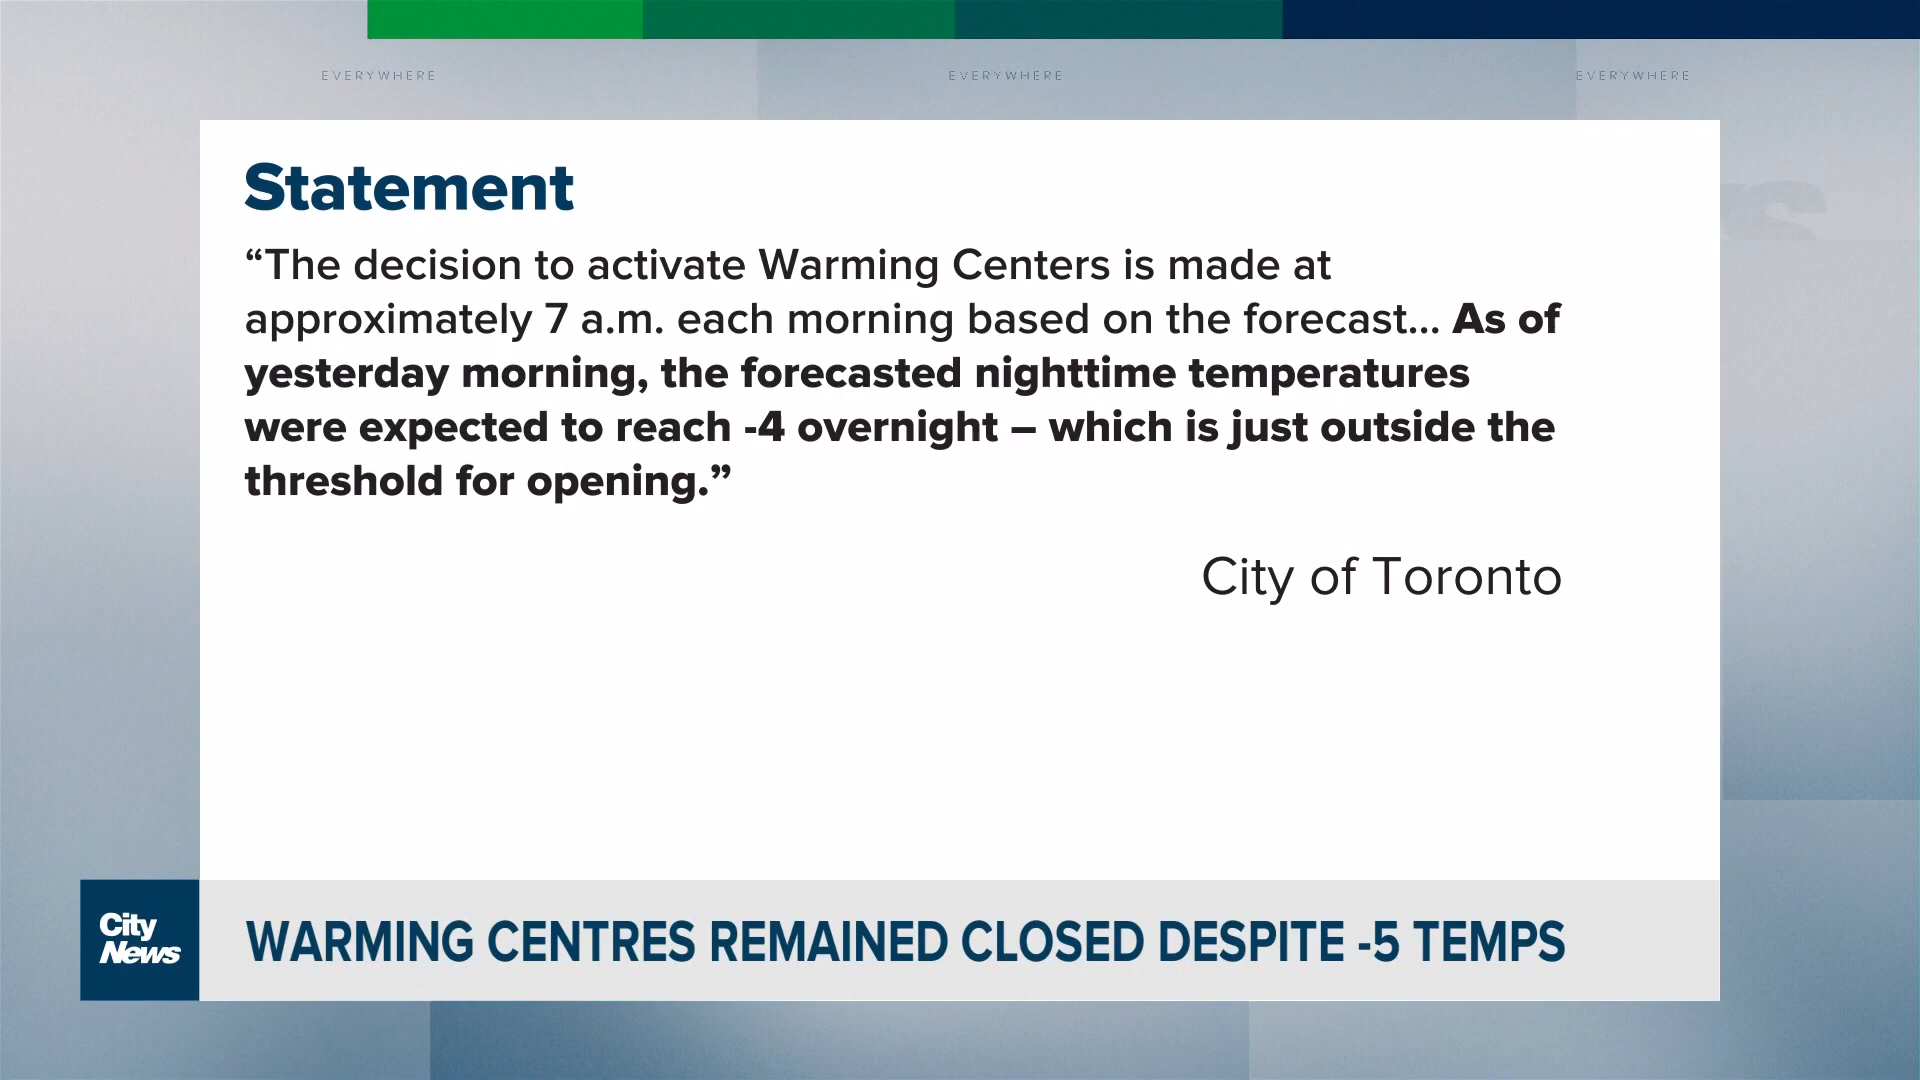 EVERYWHERE EVERYWHERE EVERYWHERE
Statement
“The decision to activate Warming Centers is made at
approximately 7 a.m. each morning based on the forecast... As of
yesterday morning, the forecasted nighttime temperatures
were expected to reach -4 overnight – which is just outside the
threshold for opening.”
City of Toronto
City
News
WARMING CENTRES REMAINED CLOSED DESPITE -5 TEMPS